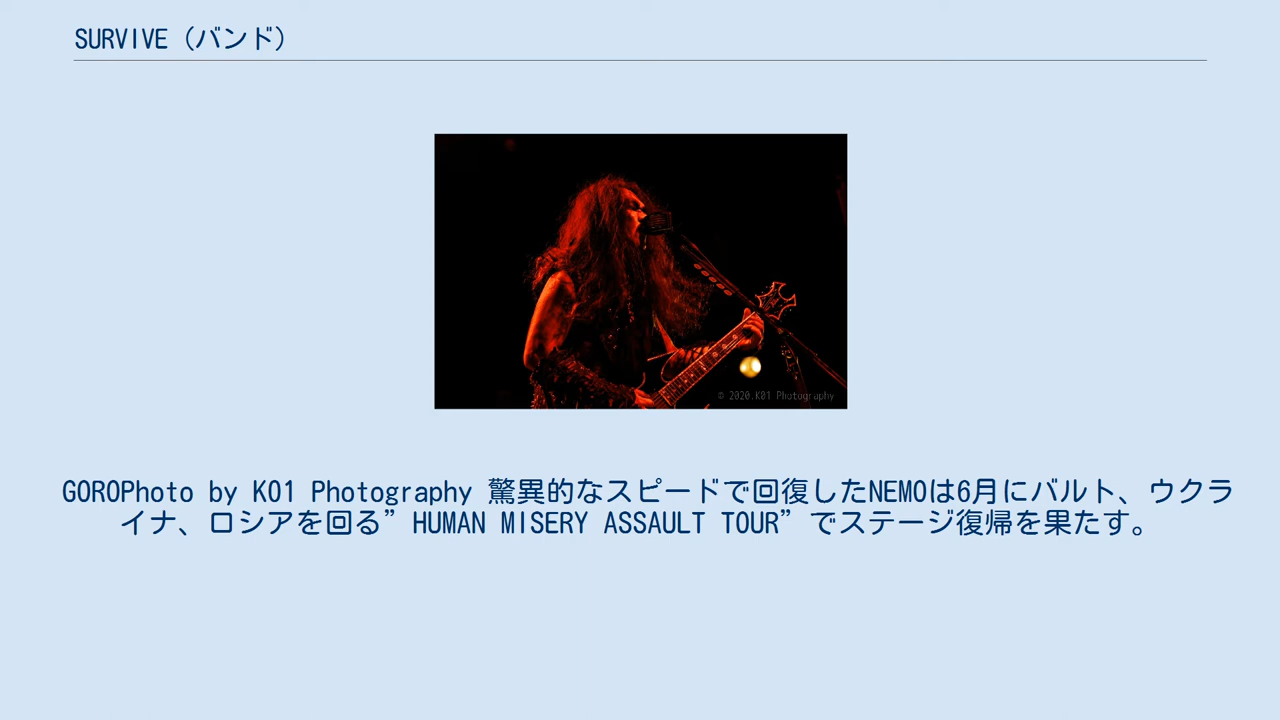 SURVIVE（バンド）
© 2020.K01 Photography
GOROPhoto by K01 Photography 驚異的なスピードで回復したNEMOは6月にバルト、ウクラ
イナ、ロシアを回る”HUMAN MISERY ASSAULT TOUR”でステージ復帰を果たす。